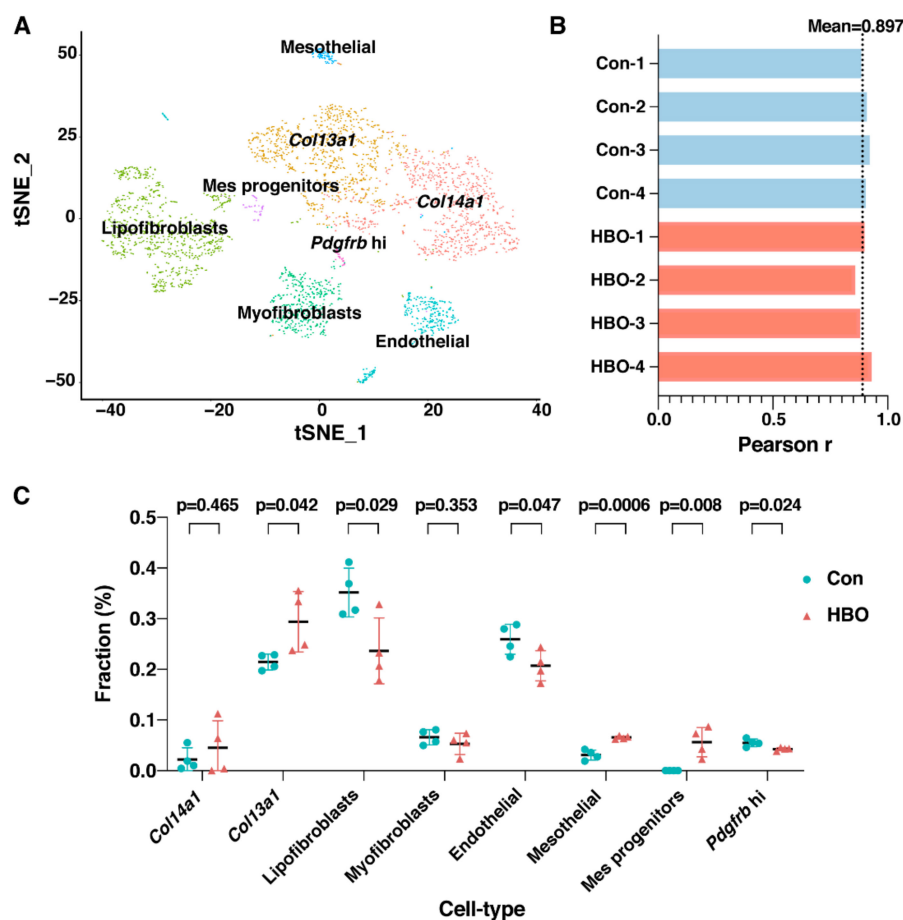 A
50
25
0
−25
−50
tSNE_2
Mesothelial
Col13a1
Mes progenitors
Col14a1
Lipofibroblasts
Pdgfrb hi
Myofibroblasts
Endothelial
−40
−20
0
20
40
tSNE_1
B
Mean=0.897
Con-1
Con-2
Con-3
Con-4
HBO-1
HBO-2
HBO-3
HBO-4
0.0
0.5
1.0
Pearson r
C
p=0.465
p=0.042
p=0.029
p=0.353
p=0.047
p=0.0006
p=0.008
p=0.024
0.5
0.4
0.3
0.2
0.1
0.0
Fraction (%)
Con
HBO
Col14a1
Col13a1
Lipofibroblasts
Myofibroblasts
Endothelial
Mesothelial
Mes progenitors
Pdgfrb hi
Cell-type